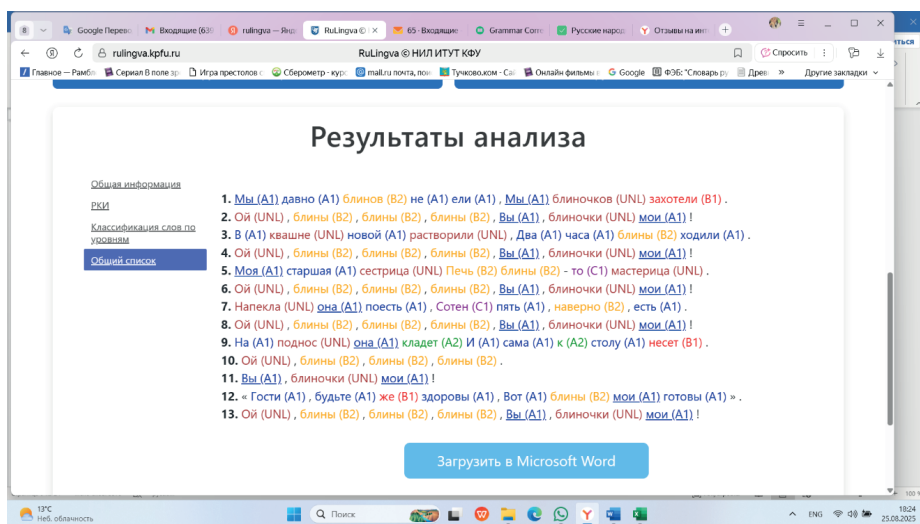 8 Google Перево Входящие (639 rulingva — Янд RuLingva © Х 65 · Входящие Grammar Corre Русские народ Отзывы на инт
rulingva.kpfu.ru RuLingva © НИЛ ИТУТ КФУ Спросить
Главное — Рамбл Сериал В поле зр Игра престолов с Сберометр - курс mail.ru почта, пои Тучково.ком - Сай Онлайн фильмы Google ФЭБ: "Словарь ру Древ » Другие закладки
Результаты анализа
Общая информация
РКИ
Классификация слов по
уровням
Общий список
1. Мы (A1) давно (A1) блинов (B2) не (A1) ели (A1) , Мы (A1) блиночков (UNL) захотели (B1) .
2. Ой (UNL) , блины (B2) , блины (B2) , блины (B2) , Вы (A1) , блиночки (UNL) мои (A1) !
3. В (A1) квашне (UNL) новой (A1) растворили (UNL) , Два (A1) часа (A1) блины (B2) ходили (A1) .
4. Ой (UNL) , блины (B2) , блины (B2) , блины (B2) , Вы (A1) , блиночки (UNL) мои (A1) !
5. Моя (A1) старшая (A1) сестрица (UNL) Печь (B2) блины (B2) - то (C1) мастерица (UNL) .
6. Ой (UNL) , блины (B2) , блины (B2) , блины (B2) , Вы (A1) , блиночки (UNL) мои (A1) !
7. Напекла (UNL) она (A1) поесть (A1) , Сотен (C1) пять (A1) , наверно (B2) , есть (A1) .
8. Ой (UNL) , блины (B2) , блины (B2) , блины (B2) , Вы (A1) , блиночки (UNL) мои (A1) !
9. На (A1) поднос (UNL) она (A1) кладет (A2) И (A1) сама (A1) к (A2) столу (A1) несет (B1) .
10. Ой (UNL) , блины (B2) , блины (B2) , блины (B2) .
11. Вы (A1) , блиночки (UNL) мои (A1) !
12. « Гости (A1) , будьте (A1) же (B1) здоровы (A1) , Вот (A1) блины (B2) мои (A1) готовы (A1) » .
13. Ой (UNL) , блины (B2) , блины (B2) , блины (B2) , Вы (A1) , блиночки (UNL) мои (A1) !
Загрузить в Microsoft Word
13°C
Неб. облачность
Поиск
ENG
18:24
25.08.2025